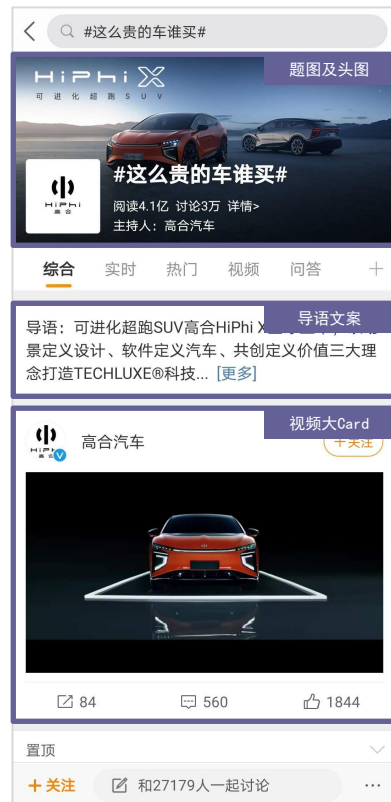 #这么贵的车谁买#
题图及头图
HiPhi X
可进化超跑SUV
HiPhi
高合
#这么贵的车谁买#
阅读4.1亿 讨论3万 详情>
主持人：高合汽车
综合 实时 热门 视频 问答
导语文案
导语：可进化超跑SUV高合HiPhi X
景定义设计、软件定义汽车、共创定义价值三大理
念打造TECHLUXE®科技... [更多]
视频大Card
高合汽车
+关注
84 560 1844
置顶
+关注 和27179人一起讨论